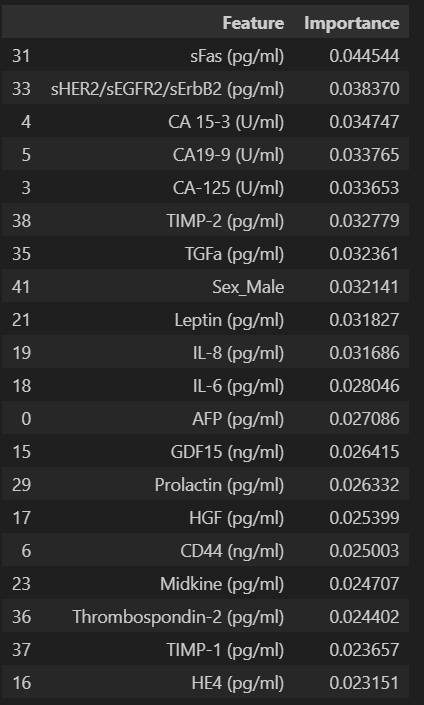 Feature Importance
31 sFas (pg/ml) 0.044544
33 sHER2/sEGFR2/sErbB2 (pg/ml) 0.038370
4 CA 15-3 (U/ml) 0.034747
5 CA19-9 (U/ml) 0.033765
3 CA-125 (U/ml) 0.033653
38 TIMP-2 (pg/ml) 0.032779
35 TGFa (pg/ml) 0.032361
41 Sex_Male 0.032141
21 Leptin (pg/ml) 0.031827
19 IL-8 (pg/ml) 0.031686
18 IL-6 (pg/ml) 0.028046
0 AFP (pg/ml) 0.027086
15 GDF15 (ng/ml) 0.026415
29 Prolactin (pg/ml) 0.026332
17 HGF (pg/ml) 0.025399
6 CD44 (ng/ml) 0.025003
23 Midkine (pg/ml) 0.024707
36 Thrombospondin-2 (pg/ml) 0.024402
37 TIMP-1 (pg/ml) 0.023657
16 HE4 (pg/ml) 0.023151